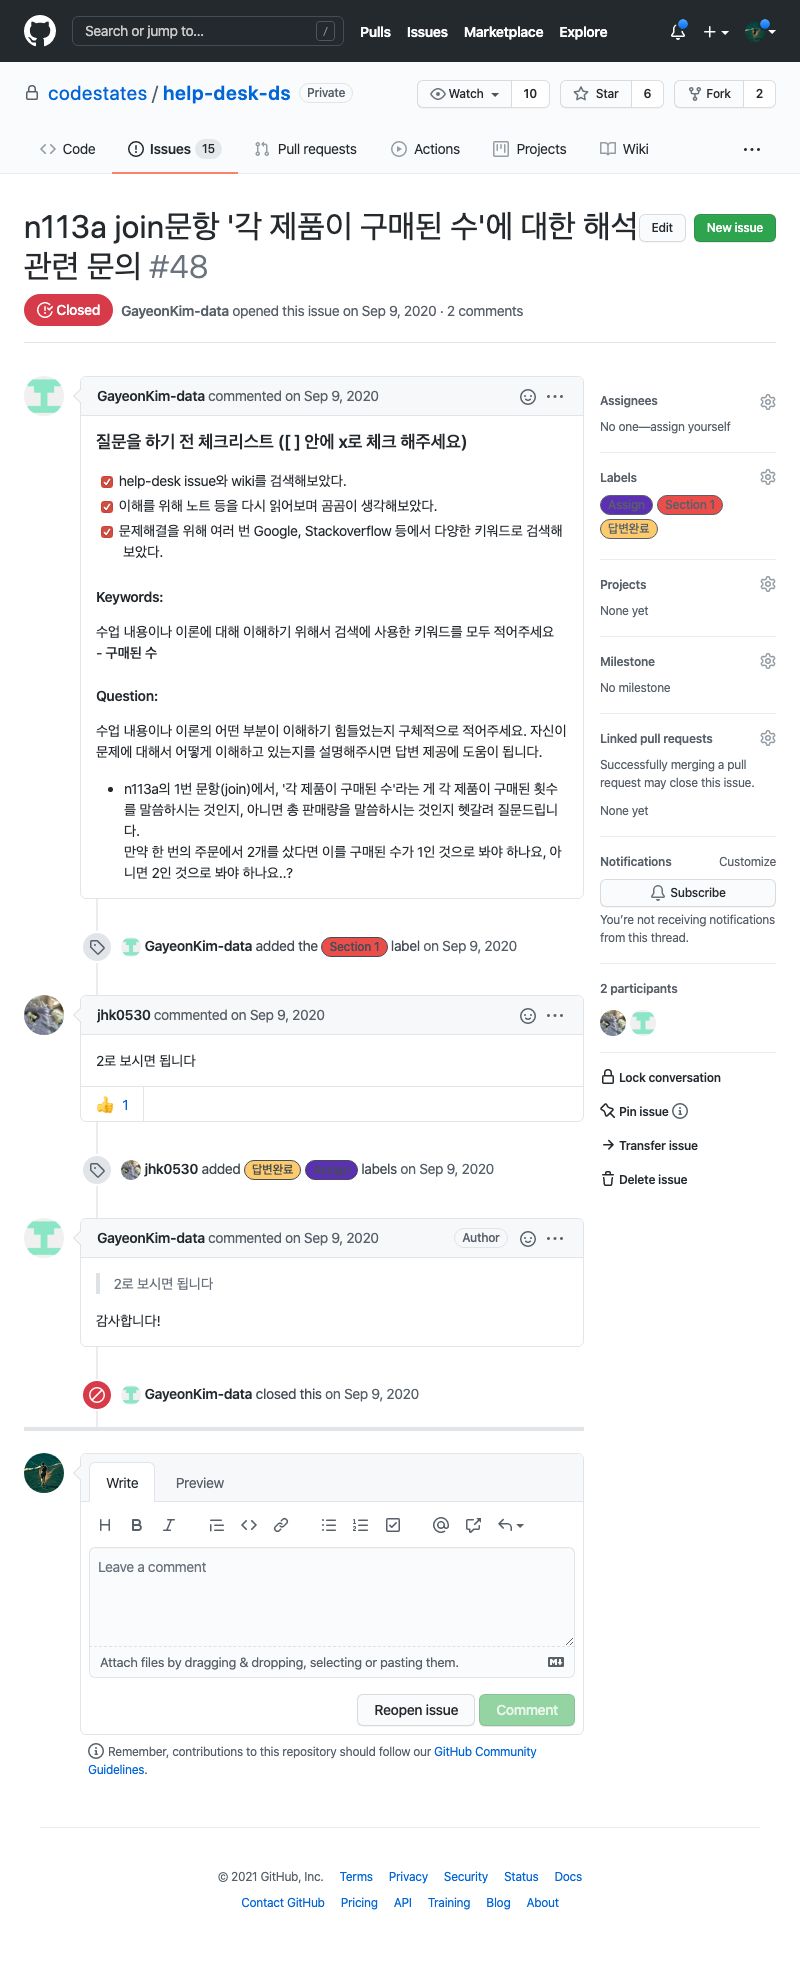 Search or jump to... /
Pulls Issues Marketplace Explore
codestates / help-desk-ds Private
Watch 10 Star 6 Fork 2
Code Issues 15 Pull requests Actions Projects Wiki
n113a join문항 '각 제품이 구매된 수'에 대한 해석
관련 문의 #48
Edit New issue
Closed GayeonKim-data opened this issue on Sep 9, 2020 · 2 comments
GayeonKim-data commented on Sep 9, 2020
질문을 하기 전 체크리스트 ([ ] 안에 x로 체크 해주세요)
help-desk issue와 wiki를 검색해보았다.
이해를 위해 노트 등을 다시 읽어보며 곰곰이 생각해보았다.
문제해결을 위해 여러 번 Google, Stackoverflow 등에서 다양한 키워드로 검색해
보았다.
Keywords:
수업 내용이나 이론에 대해 이해하기 위해서 검색에 사용한 키워드를 모두 적어주세요
- 구매된 수
Question:
수업 내용이나 이론의 어떤 부분이 이해하기 힘들었는지 구체적으로 적어주세요. 자신이
문제에 대해서 어떻게 이해하고 있는지를 설명해주시면 답변 제공에 도움이 됩니다.
• n113a의 1번 문항(join)에서, '각 제품이 구매된 수'라는 게 각 제품이 구매된 횟수
를 말씀하시는 것인지, 아니면 총 판매량을 말씀하시는 것인지 헷갈려 질문드립니
다.
만약 한 번의 주문에서 2개를 샀다면 이를 구매된 수가 1인 것으로 봐야 하나요, 아
니면 2인 것으로 봐야 하나요..?
GayeonKim-data added the Section 1 label on Sep 9, 2020
jhk0530 commented on Sep 9, 2020
2로 보시면 됩니다
👍 1
jhk0530 added 답변완료 Assign labels on Sep 9, 2020
GayeonKim-data commented on Sep 9, 2020 Author
2로 보시면 됩니다
감사합니다!
GayeonKim-data closed this on Sep 9, 2020
Write Preview
H B I
Leave a comment
Attach files by dragging & dropping, selecting or pasting them.
Reopen issue Comment
Remember, contributions to this repository should follow our GitHub Community
Guidelines.
Assignees
No one—assign yourself
Labels
Assign Section 1
답변완료
Projects
None yet
Milestone
No milestone
Linked pull requests
Successfully merging a pull
request may close this issue.
None yet
Notifications Customize
Subscribe
You're not receiving notifications
from this thread.
2 participants
Lock conversation
Pin issue
Transfer issue
Delete issue
© 2021 GitHub, Inc. Terms Privacy Security Status Docs
Contact GitHub Pricing API Training Blog About